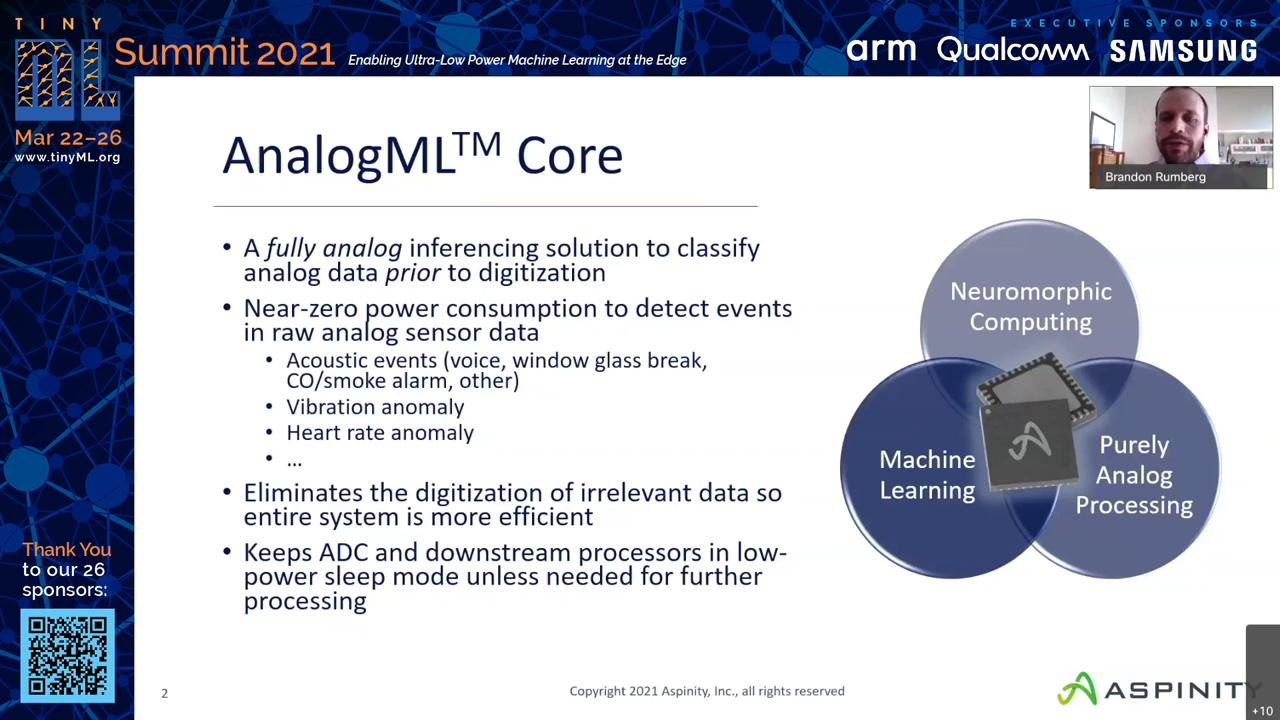 TINY
ML
Summit 2021
Enabling Ultra-Low Power Machine Learning at the Edge
EXECUTIVE SPONSORS
arm Qualcomm SAMSUNG
Mar 22–26
www.tinyML.org
Brandon Rumberg
AnalogML™ Core
• A fully analog inferencing solution to classify
analog data prior to digitization
• Near-zero power consumption to detect events
in raw analog sensor data
• Acoustic events (voice, window glass break,
CO/smoke alarm, other)
• Vibration anomaly
• Heart rate anomaly
• ...
• Eliminates the digitization of irrelevant data so
entire system is more efficient
• Keeps ADC and downstream processors in low-
power sleep mode unless needed for further
processing
Neuromorphic
Computing
Machine
Learning
Purely
Analog
Processing
Thank You
to our 26
sponsors:
2
Copyright 2021 Aspinity, Inc., all rights reserved
ASPINITY
+10